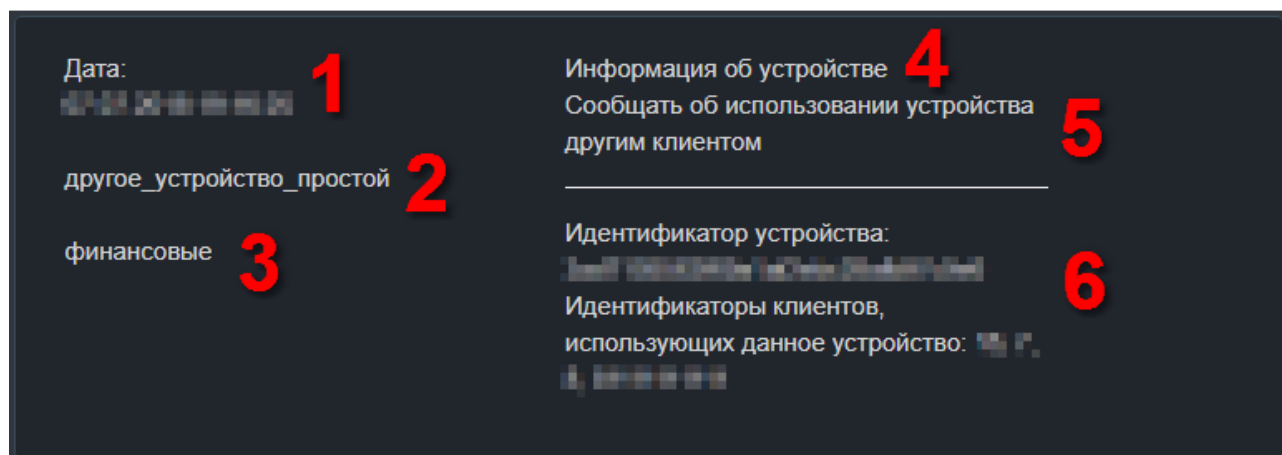 Дата:
1
другое_устройство_простой
2
финансовые
3
Информация об устройстве
4
Сообщать об использовании устройства
другим клиентом
5
Идентификатор устройства:
6
Идентификаторы клиентов,
использующих данное устройство: